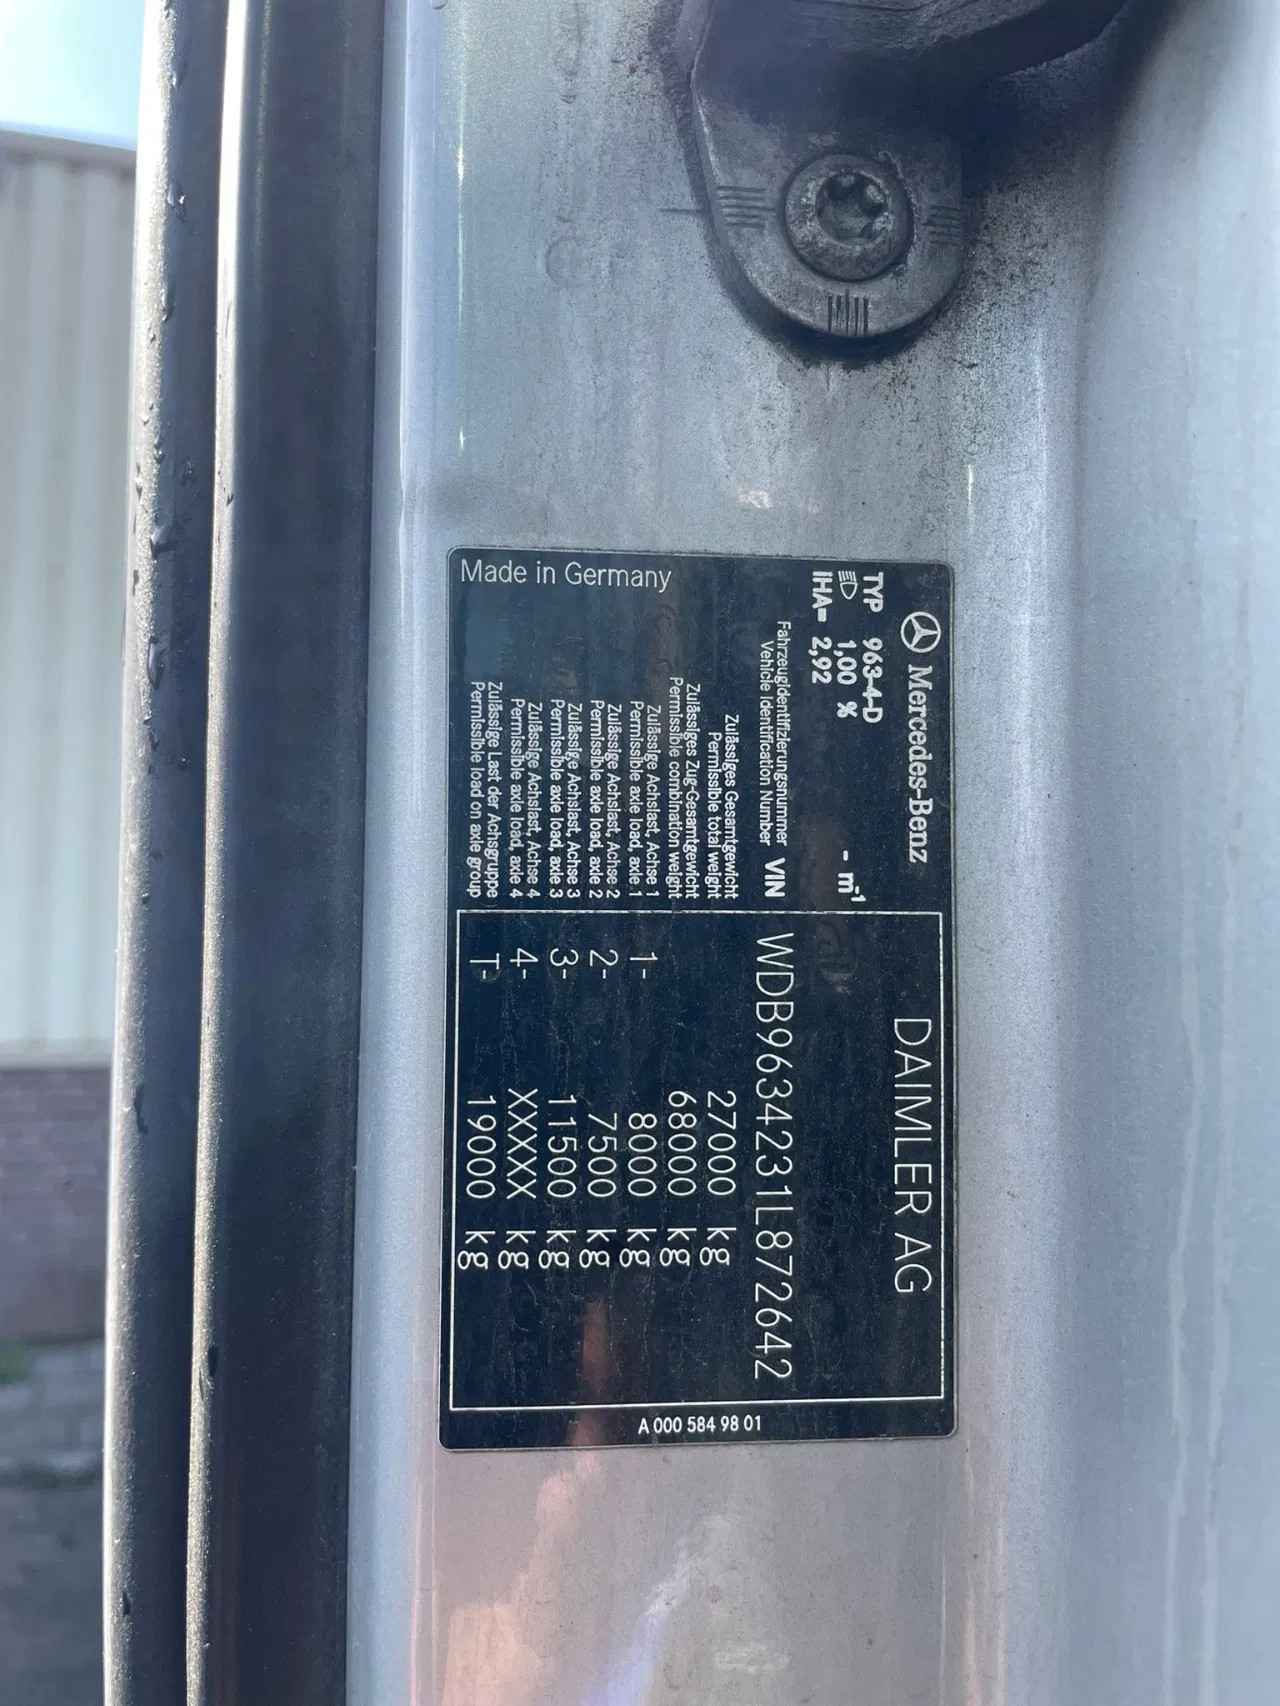 Mercedes-Benz
DAIMLER AG
TYP 963-4-D
1,00 % - m-1
IHA= 2,92
Fahrzeugidentifizierungsnummer
Vehicle Identification Number VIN WDB9634231L872642
Zulässiges Gesamtgewicht
Permissible total weight 27000 kg
Zulässiges Zug-Gesamtgewicht
Permissible combination weight 68000 kg
Zulässige Achslast, Achse 1
Permissible axle load, axle 1 1- 8000 kg
Zulässige Achslast, Achse 2
Permissible axle load, axle 2 2- 7500 kg
Zulässige Achslast, Achse 3
Permissible axle load, axle 3 3- 11500 kg
Zulässige Achslast, Achse 4
Permissible axle load, axle 4 4- XXXXX kg
Zulässige Last der Achsgruppe
Permissible load on axle group T- 19000 kg
Made in Germany
A 000 584 98 01